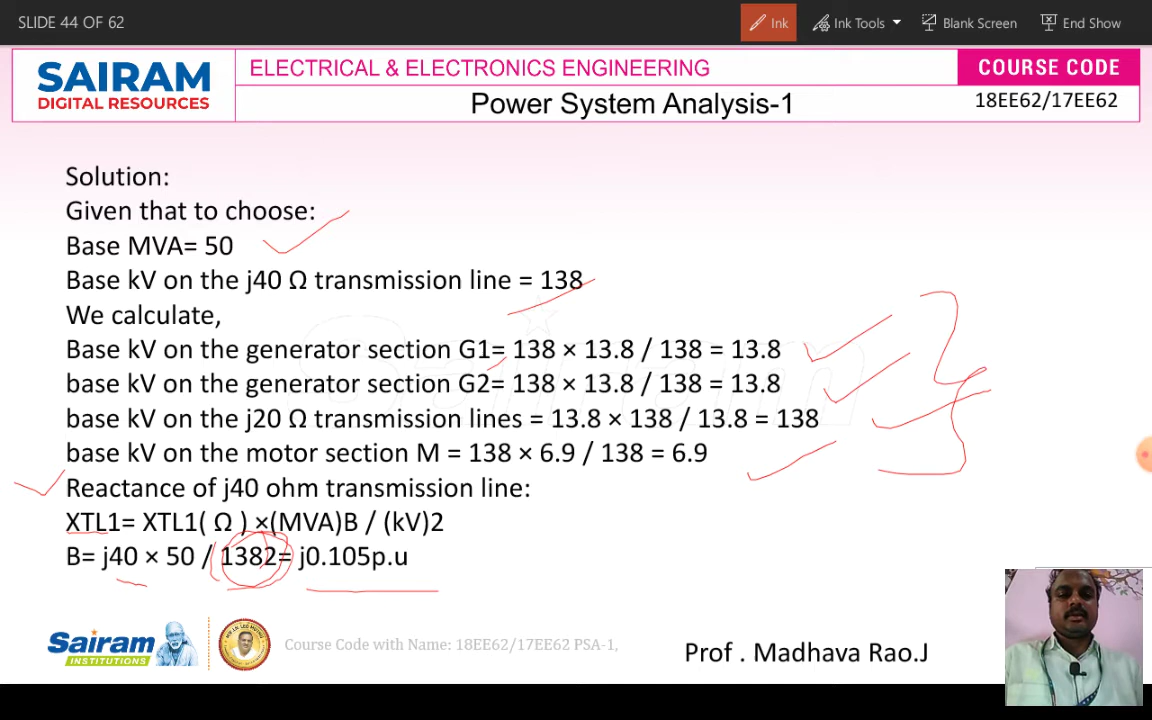 SLIDE 44 OF 62
Ink
Ink Tools
Blank Screen
End Show
SAIRAM
DIGITAL RESOURCES
ELECTRICAL & ELECTRONICS ENGINEERING
Power System Analysis-1
COURSE CODE
18EE62/17EE62
Solution:
Given that to choose:
Base MVA= 50
Base kV on the j40 Ω transmission line = 138
We calculate,
Base kV on the generator section G1= 138 × 13.8 / 138 = 13.8
base kV on the generator section G2= 138 × 13.8 / 138 = 13.8
base kV on the j20 Ω transmission lines = 13.8 × 138 / 13.8 = 138
base kV on the motor section M = 138 × 6.9 / 138 = 6.9
Reactance of j40 ohm transmission line:
XTL1= XTL1( Ω ) ×(MVA)B / (kV)2
B= j40 × 50 / 1382= j0.105p.u
Sairam
Sairam
INSTITUTIONS
Course Code with Name: 18EE62/17EE62 PSA-1,
Prof . Madhava Rao.J